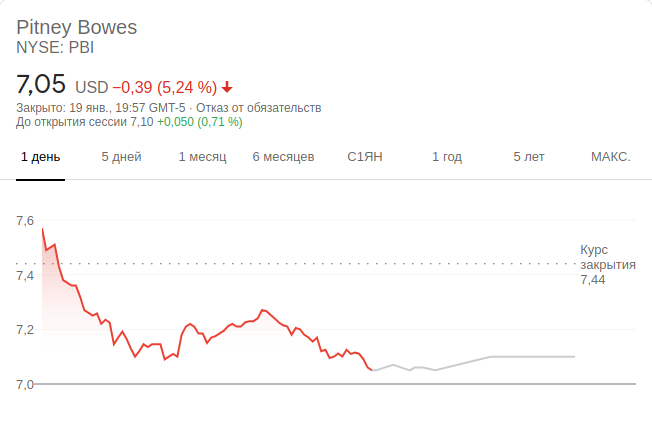 Pitney Bowes
NYSE: PBI
7,05 USD −0,39 (5,24 %)
Закрыто: 19 янв., 19:57 GMT-5 · Отказ от обязательств
До открытия сессии 7,10 +0,050 (0,71 %)
1 день 5 дней 1 месяц 6 месяцев С1ЯН 1 год 5 лет МАКС.
7,6
Курс
закрытия
7,44
7,4
7,2
7,0